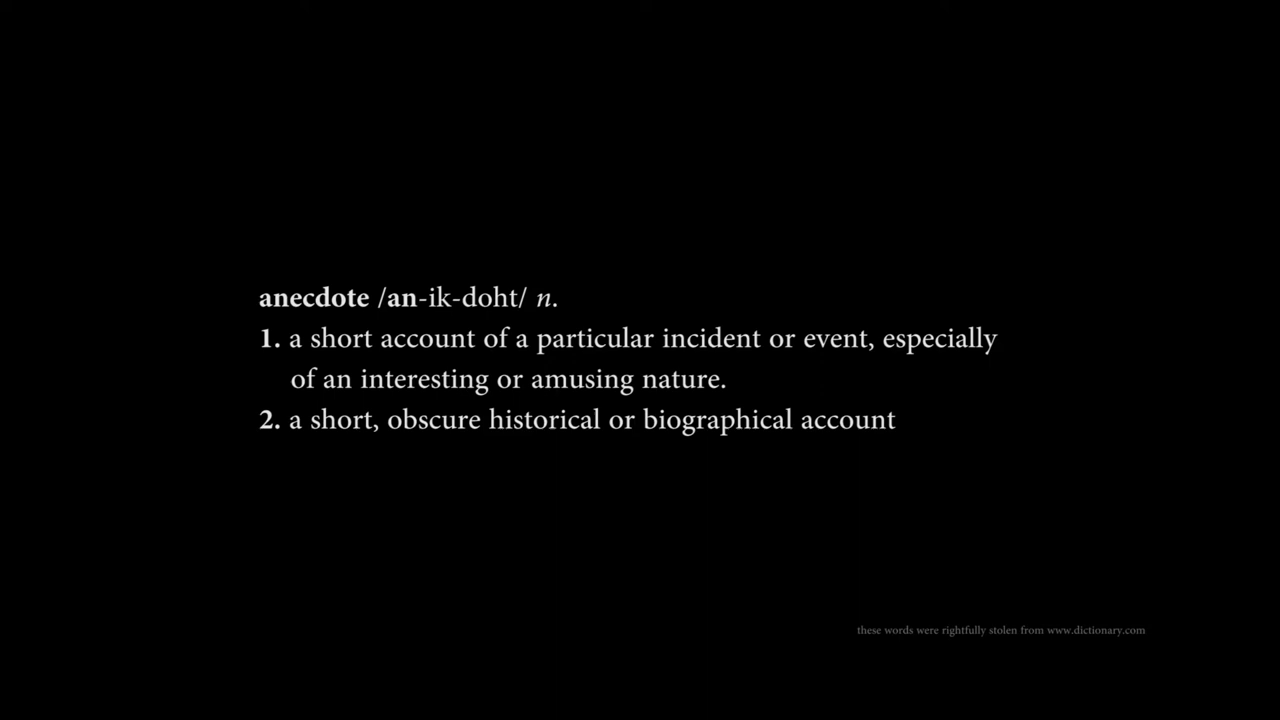 anecdote /an-ik-doht/ n.
1. a short account of a particular incident or event, especially
of an interesting or amusing nature.
2. a short, obscure historical or biographical account
these words were rightfully stolen from www.dictionary.com